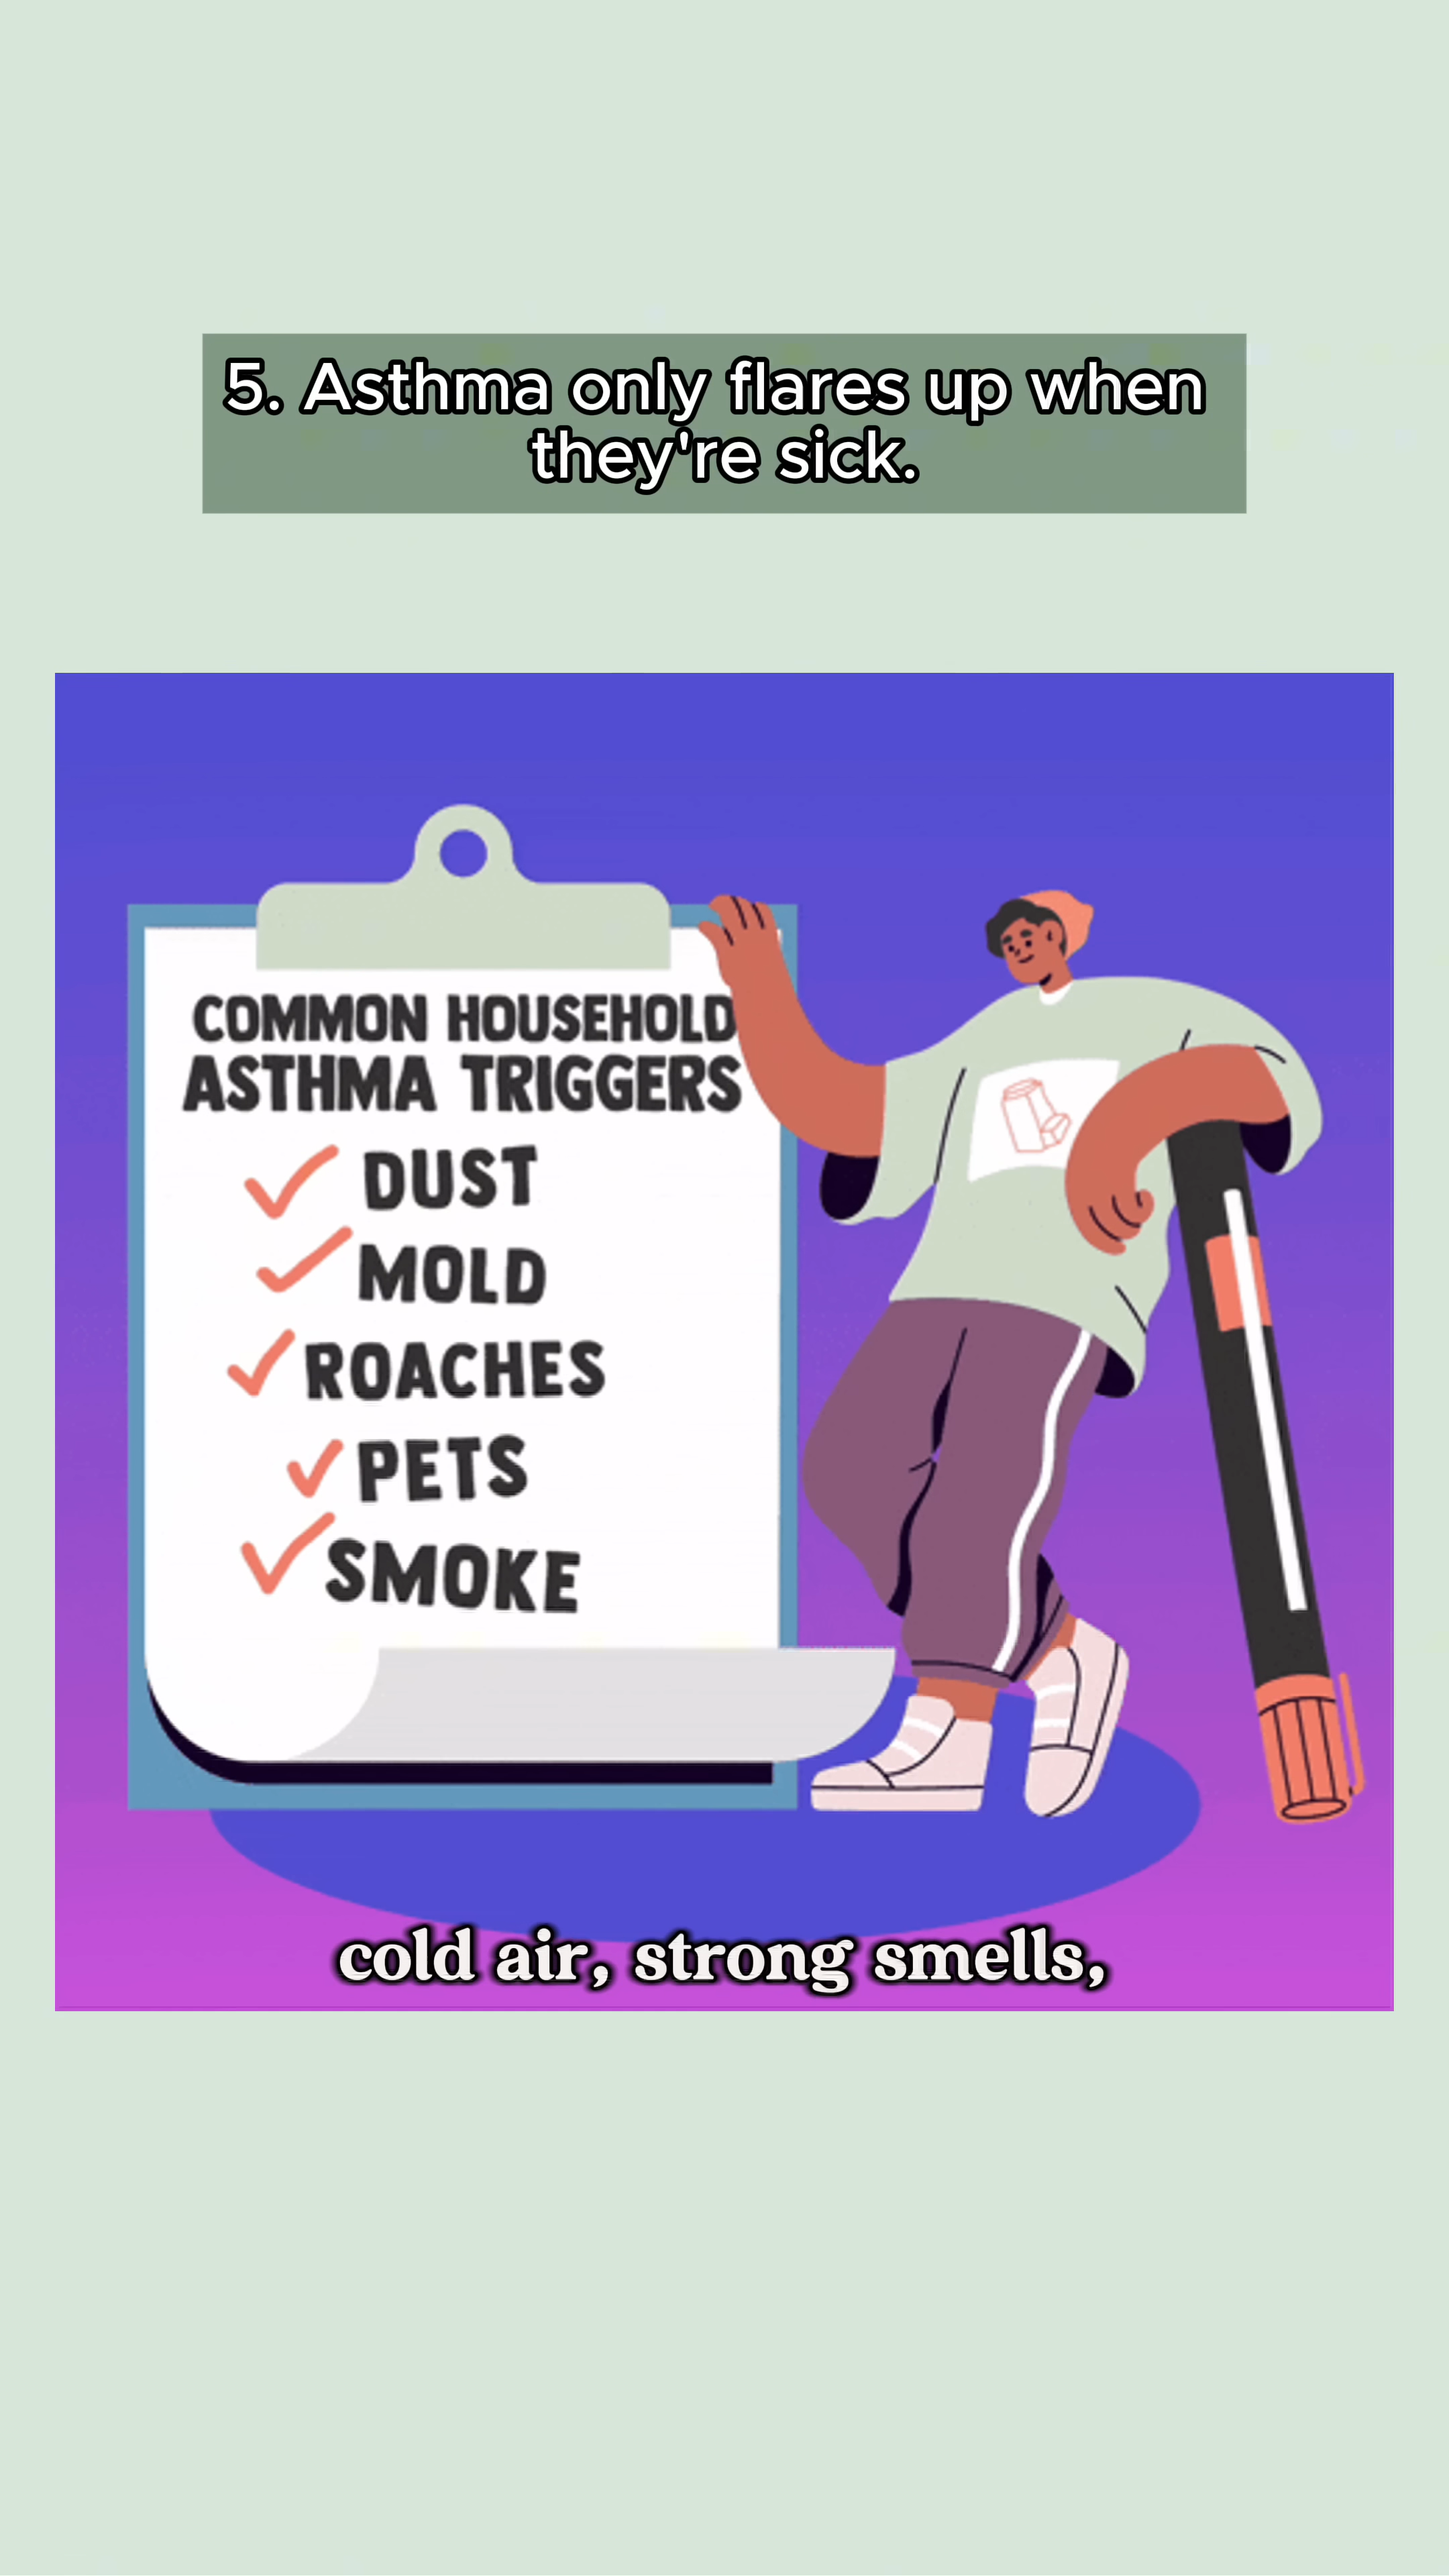 5. Asthma only flares up when
they're sick.
COMMON HOUSEHOLD
ASTHMA TRIGGERS
DUST
MOLD
ROACHES
PETS
SMOKE
cold air, strong smells,